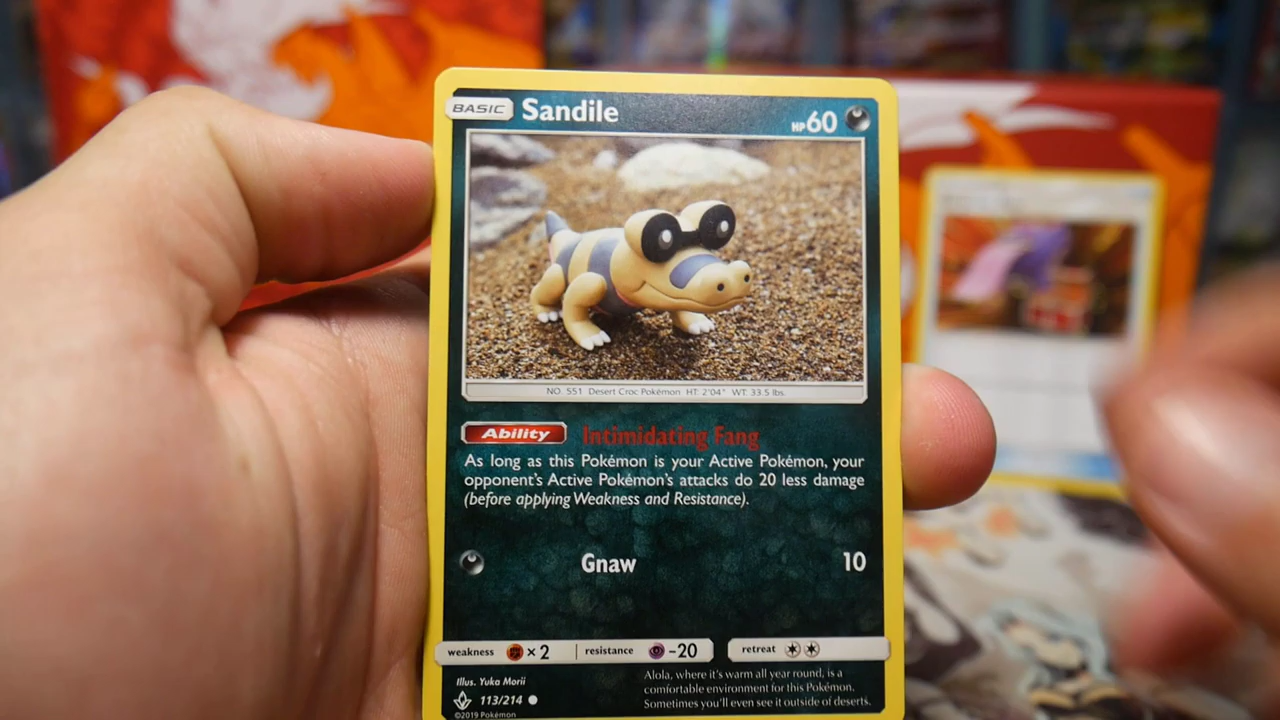 BASIC Sandile HP60
NO. 551 Desert Croc Pokémon HT: 2'04" WT: 33.5 lbs.
Ability Intimidating Fang
As long as this Pokémon is your Active Pokémon, your
opponent's Active Pokémon's attacks do 20 less damage
(before applying Weakness and Resistance).
Gnaw 10
weakness ×2 resistance -20 retreat
Illus. Yuka Morii
113/214
©2019 Pokémon
Alola, where it's warm all year round, is a
comfortable environment for this Pokémon.
Sometimes you'll even see it outside of deserts.